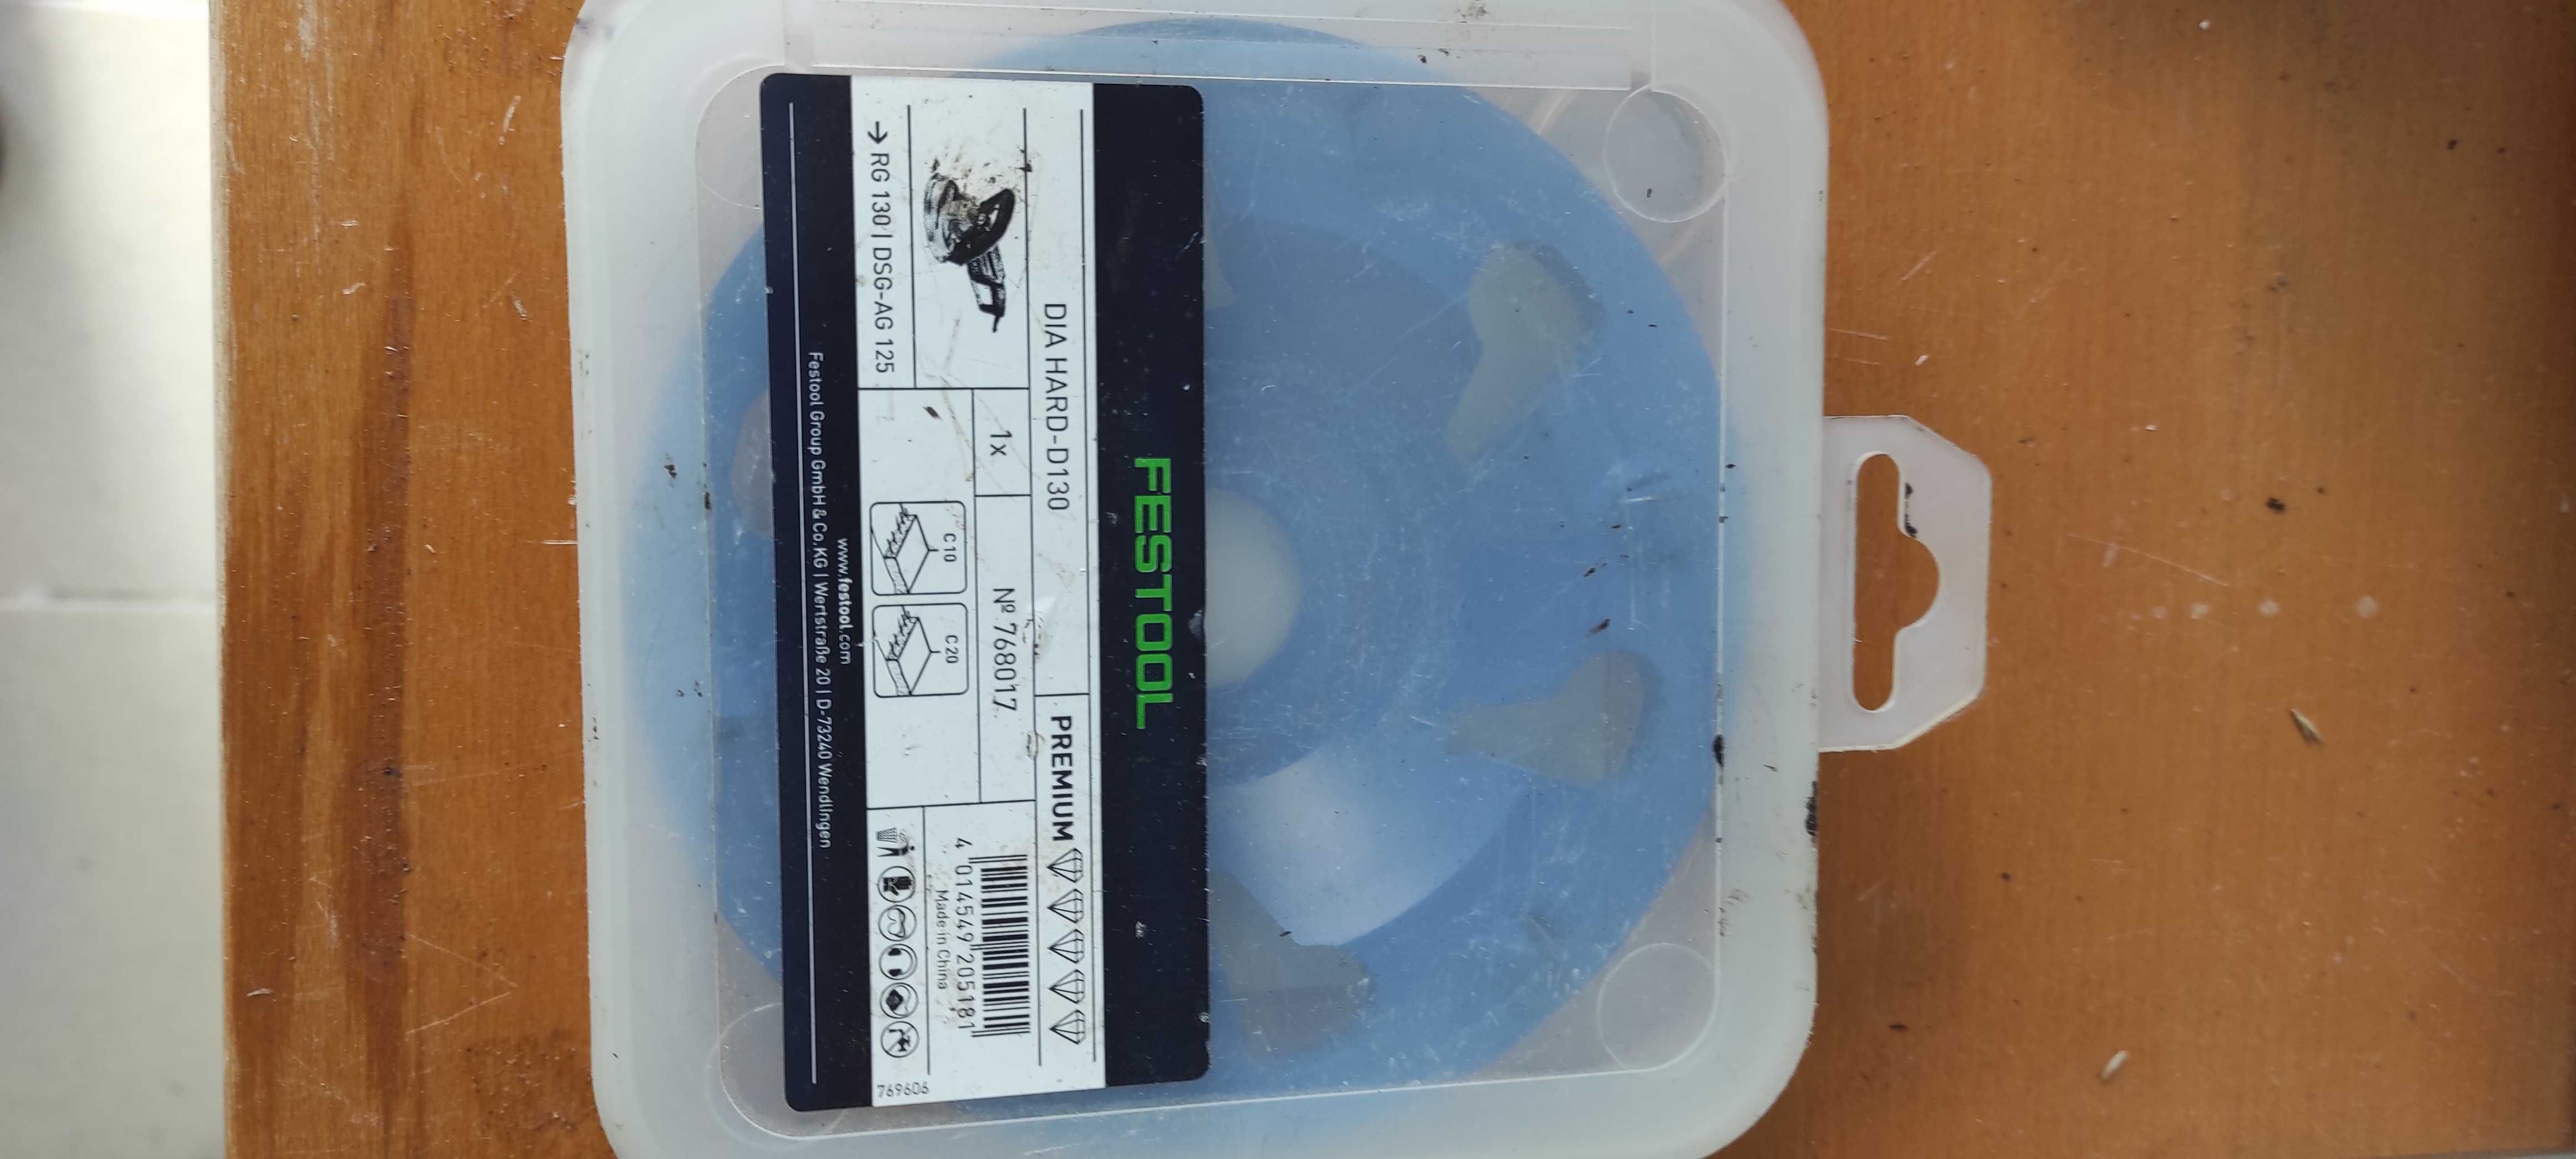 FESTOOL
DIA HARD-D130
PREMIUM
1x
Nº 768017
→ RG 130 | DSG-AG 125
C10
C20
4 014549 205181
Made in China
769606
www.festool.com
Festool Group GmbH & Co.KG | Wertstraße 20 | D-73240 Wendlingen